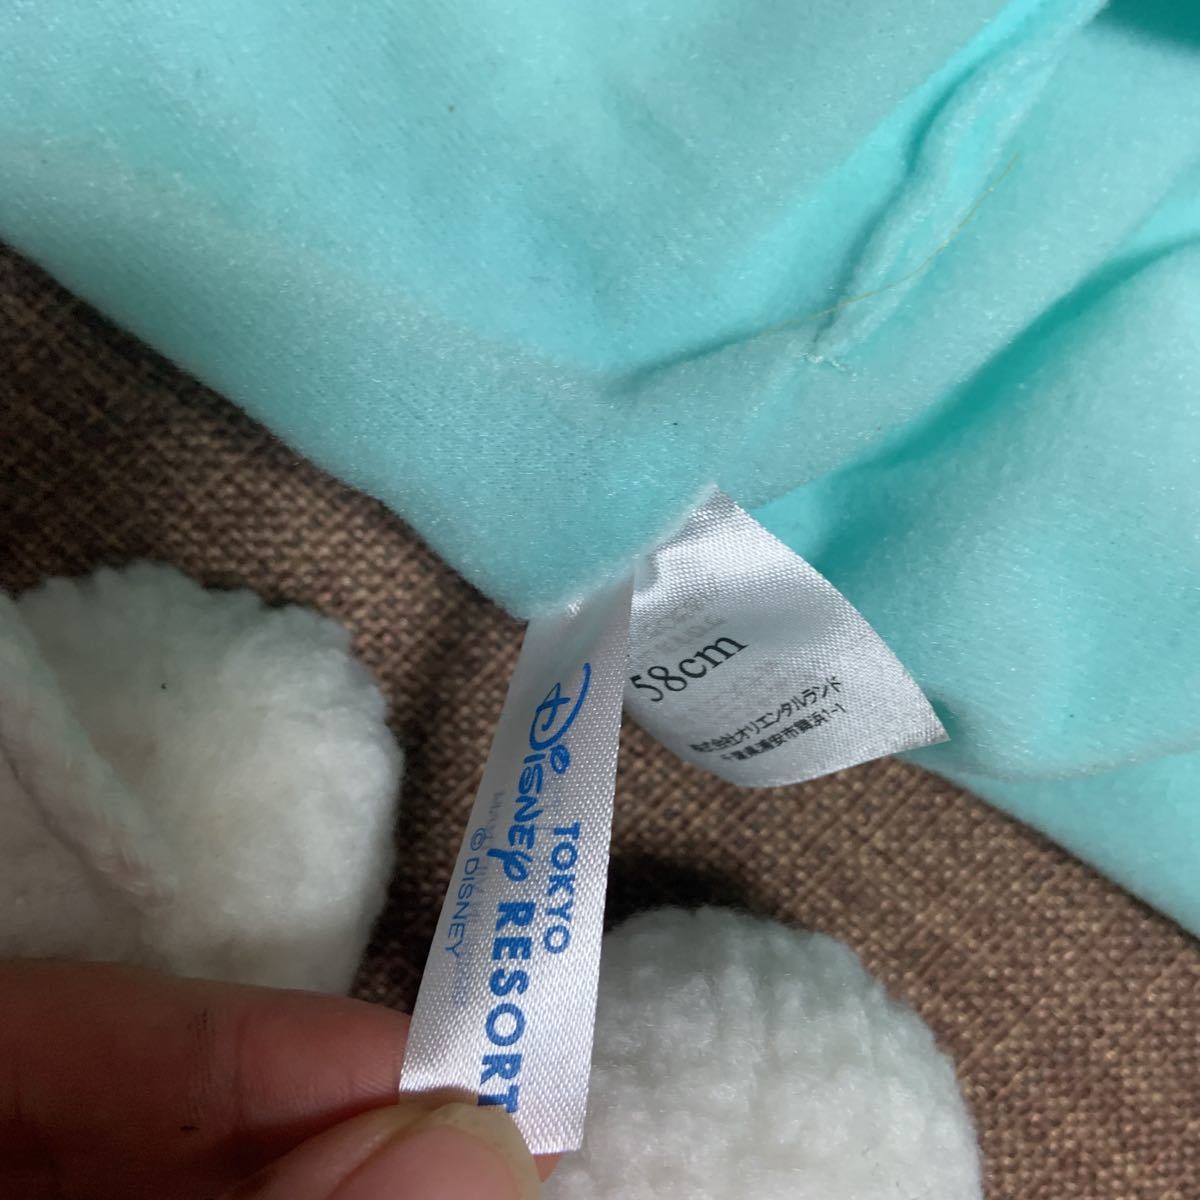 TOKYO
DISNEY RESORT
© DISNEY
58cm
株式会社オリエンタルランド
千葉県浦安市舞浜1-1